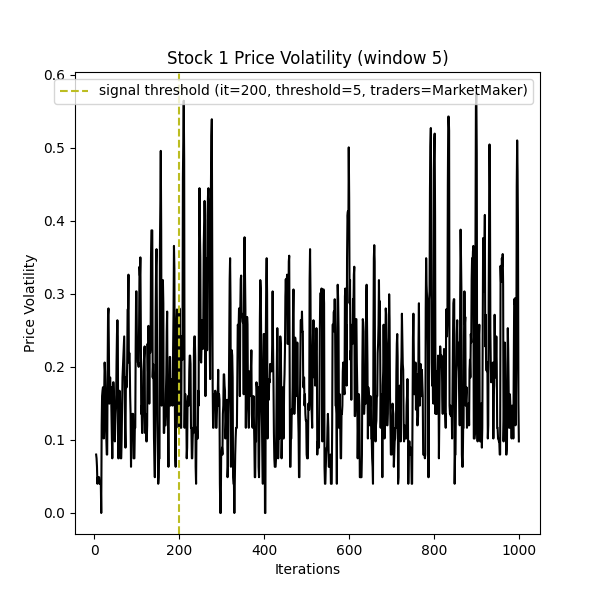 Stock 1 Price Volatility (window 5)
signal threshold (it=200, threshold=5, traders=MarketMaker)
Price Volatility
0.6
0.5
0.4
0.3
0.2
0.1
0.0
0 200 400 600 800 1000
Iterations